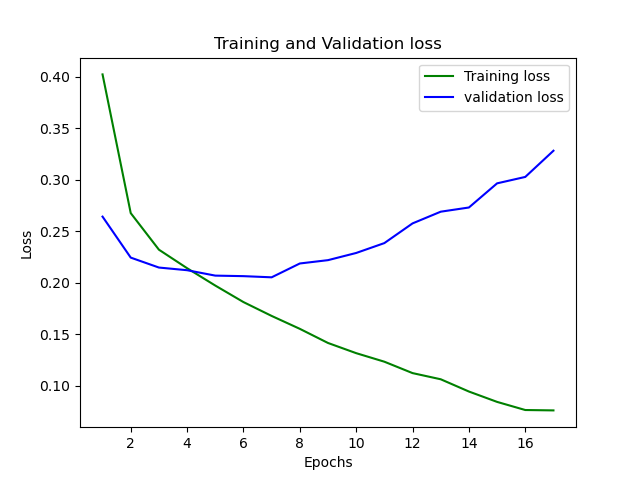 Training and Validation loss
Training loss
validation loss
0.40
0.35
0.30
0.25
0.20
0.15
0.10
Loss
2 4 6 8 10 12 14 16
Epochs